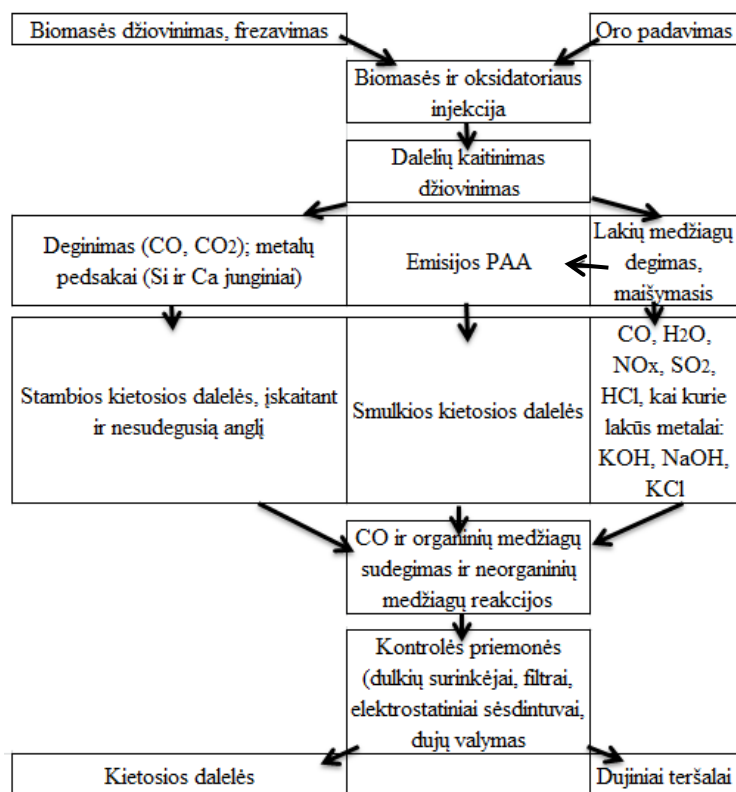 Biomasės džiovinimas, frezavimas
Oro padavimas
Biomasės ir oksidatoriaus
injekcija
Dalelių kaitinimas
džiovinimas
Deginimas (CO, CO2); metalų
pedsakai (Si ir Ca junginiai)
Emisijos PAA
Lakių medžiagų
degimas,
maišymasis
Stambios kietosios dalelės, įskaitant
ir nesudegusią anglį
Smulkios kietosios dalelės
CO, H2O,
NOx, SO2,
HCl, kai kurie
lakūs metalai:
KOH, NaOH,
KCl
CO ir organinių medžiagų
sudegimas ir neorganinių
medžiagų reakcijos
Kontrolės priemonės
(dulkių surinkėjai, filtrai,
elektrostatiniai sėsdintuvai,
dujų valymas
Kietosios dalelės
Dujiniai teršalai